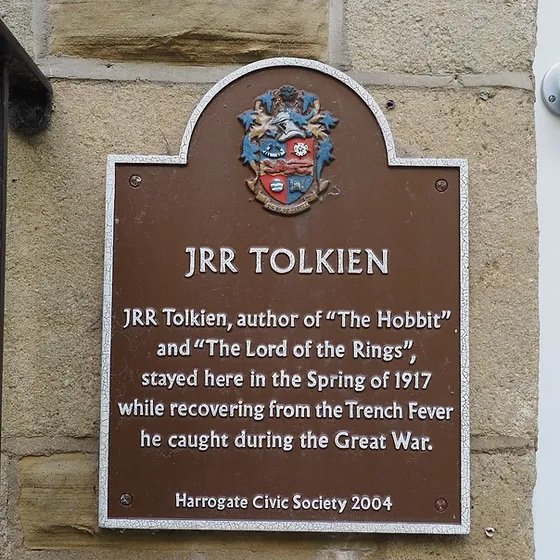 JRR TOLKIEN
JRR Tolkien, author of “The Hobbit”
and “The Lord of the Rings”,
stayed here in the Spring of 1917
while recovering from the Trench Fever
he caught during the Great War.
Harrogate Civic Society 2004